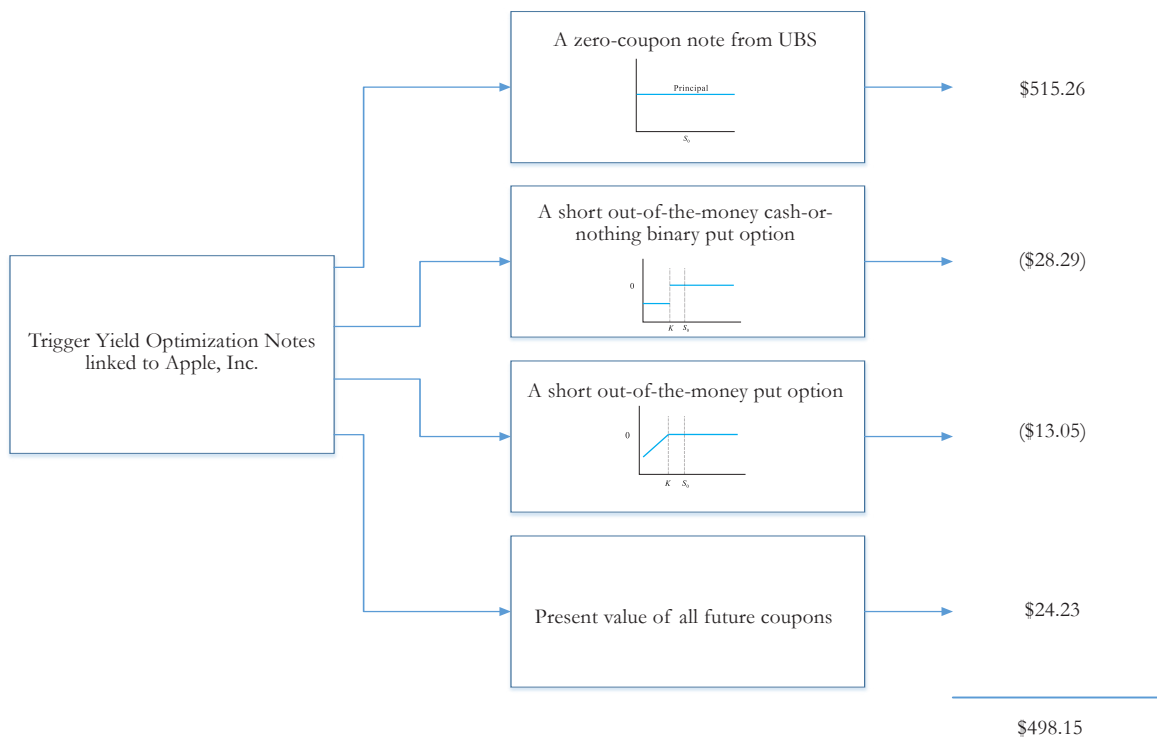 A zero-coupon note from UBS
Principal
S0
$515.26
A short out-of-the-money cash-or-
nothing binary put option
0
K S0
($28.29)
Trigger Yield Optimization Notes
linked to Apple, Inc.
A short out-of-the-money put option
0
K S0
($13.05)
Present value of all future coupons
$24.23
$498.15